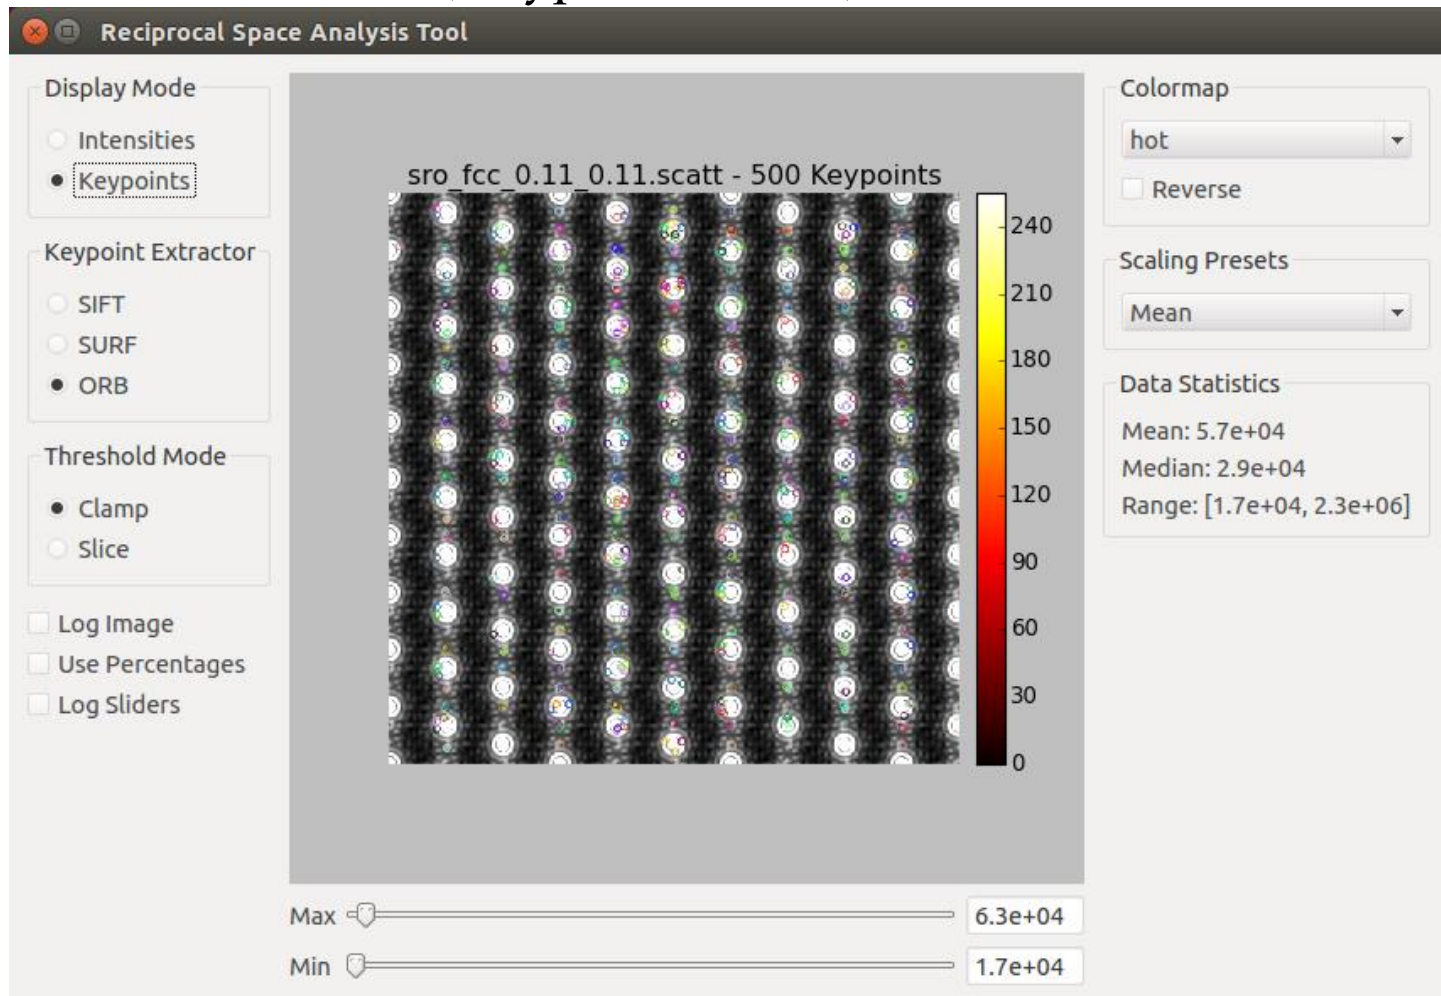 Reciprocal Space Analysis Tool
Display Mode
Intensities
Keypoints
Keypoint Extractor
SIFT
SURF
ORB
Threshold Mode
Clamp
Slice
Log Image
Use Percentages
Log Sliders
sro_fcc_0.11_0.11.scatt - 500 Keypoints
240
210
180
150
120
90
60
30
0
Max 6.3e+04
Min 1.7e+04
Colormap
hot
Reverse
Scaling Presets
Mean
Data Statistics
Mean: 5.7e+04
Median: 2.9e+04
Range: [1.7e+04, 2.3e+06]